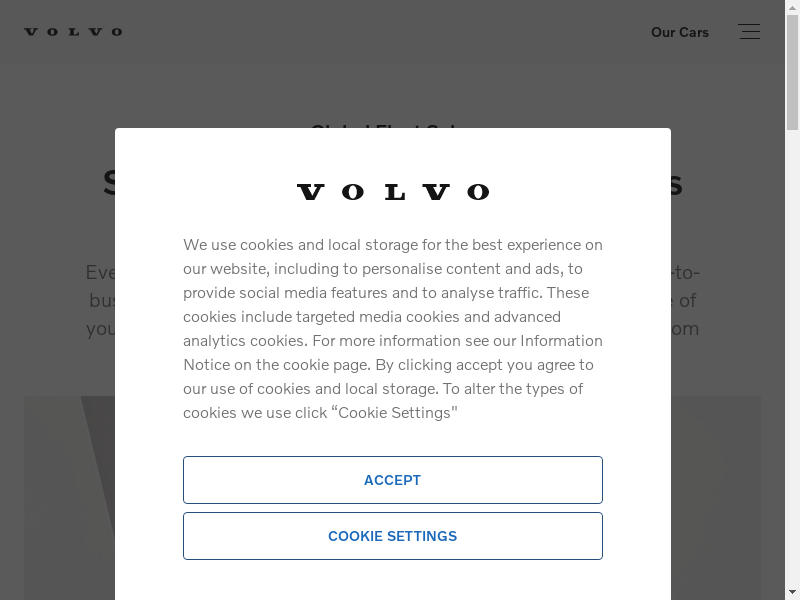 VOLVO
Our Cars
VOLVO
We use cookies and local storage for the best experience on
our website, including to personalise content and ads, to
provide social media features and to analyse traffic. These
cookies include targeted media cookies and advanced
analytics cookies. For more information see our Information
Notice on the cookie page. By clicking accept you agree to
our use of cookies and local storage. To alter the types of
cookies we use click “Cookie Settings"
ACCEPT
COOKIE SETTINGS